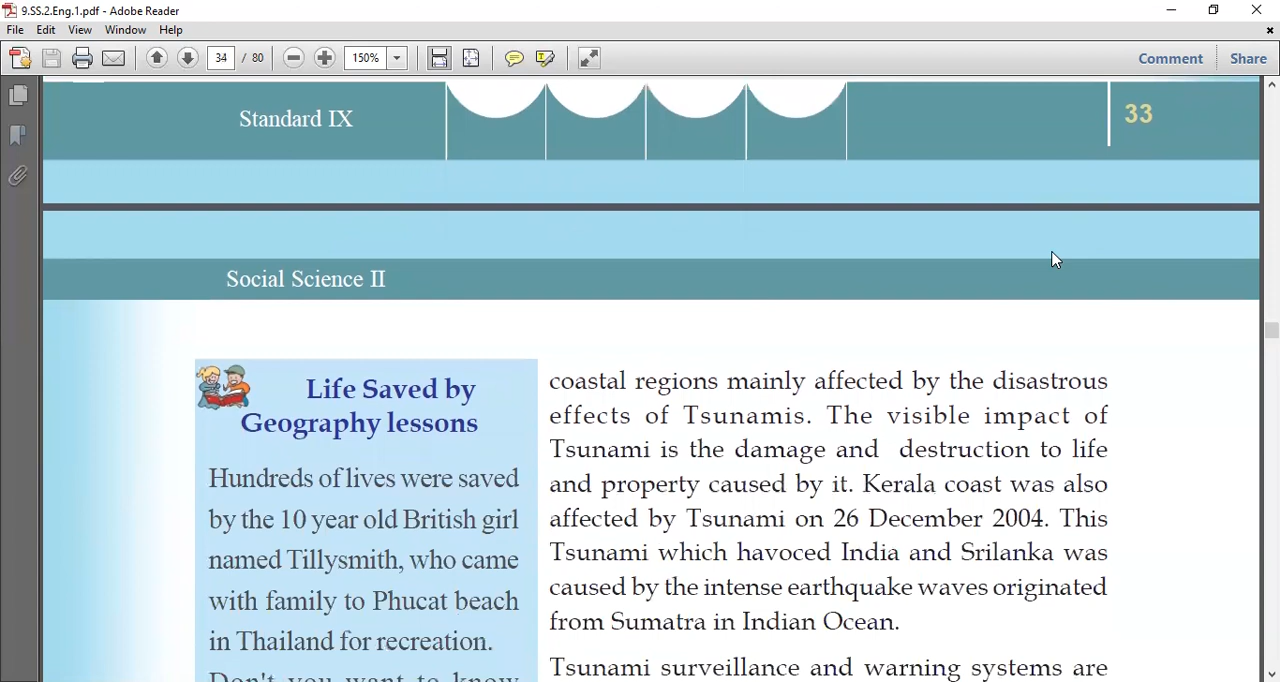 9.SS.2.Eng.1.pdf - Adobe Reader
File Edit View Window Help
34 / 80 150% Comment Share
Standard IX 33
Social Science II
Life Saved by
Geography lessons
Hundreds of lives were saved
by the 10 year old British girl
named Tillysmith, who came
with family to Phucat beach
in Thailand for recreation.
Don't you want to know
coastal regions mainly affected by the disastrous
effects of Tsunamis. The visible impact of
Tsunami is the damage and destruction to life
and property caused by it. Kerala coast was also
affected by Tsunami on 26 December 2004. This
Tsunami which havoced India and Srilanka was
caused by the intense earthquake waves originated
from Sumatra in Indian Ocean.
Tsunami surveillance and warning systems are